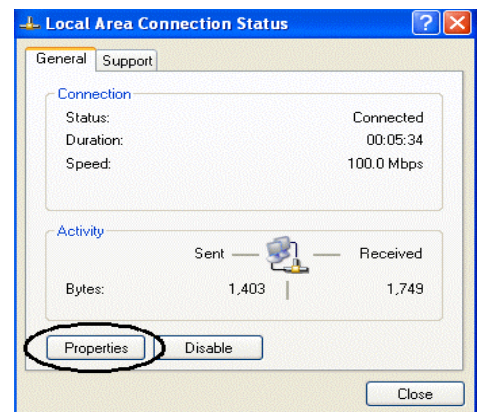 Local Area Connection Status
General Support
Connection
Status: Connected
Duration: 00:05:34
Speed: 100.0 Mbps
Activity
Sent Received
Bytes: 1,403 1,749
Properties Disable
Close